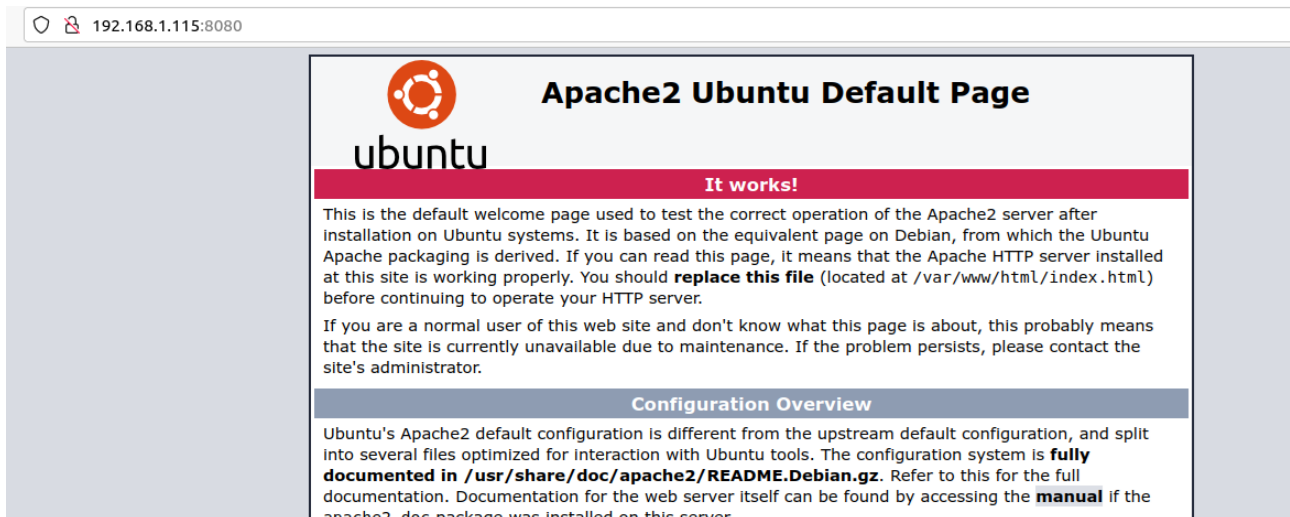 192.168.1.115:8080
Apache2 Ubuntu Default Page
ubuntu
It works!
This is the default welcome page used to test the correct operation of the Apache2 server after
installation on Ubuntu systems. It is based on the equivalent page on Debian, from which the Ubuntu
Apache packaging is derived. If you can read this page, it means that the Apache HTTP server installed
at this site is working properly. You should replace this file (located at /var/www/html/index.html)
before continuing to operate your HTTP server.
If you are a normal user of this web site and don't know what this page is about, this probably means
that the site is currently unavailable due to maintenance. If the problem persists, please contact the
site's administrator.
Configuration Overview
Ubuntu's Apache2 default configuration is different from the upstream default configuration, and split
into several files optimized for interaction with Ubuntu tools. The configuration system is fully
documented in /usr/share/doc/apache2/README.Debian.gz. Refer to this for the full
documentation. Documentation for the web server itself can be found by accessing the manual if the
apache2-doc package was installed on this server.